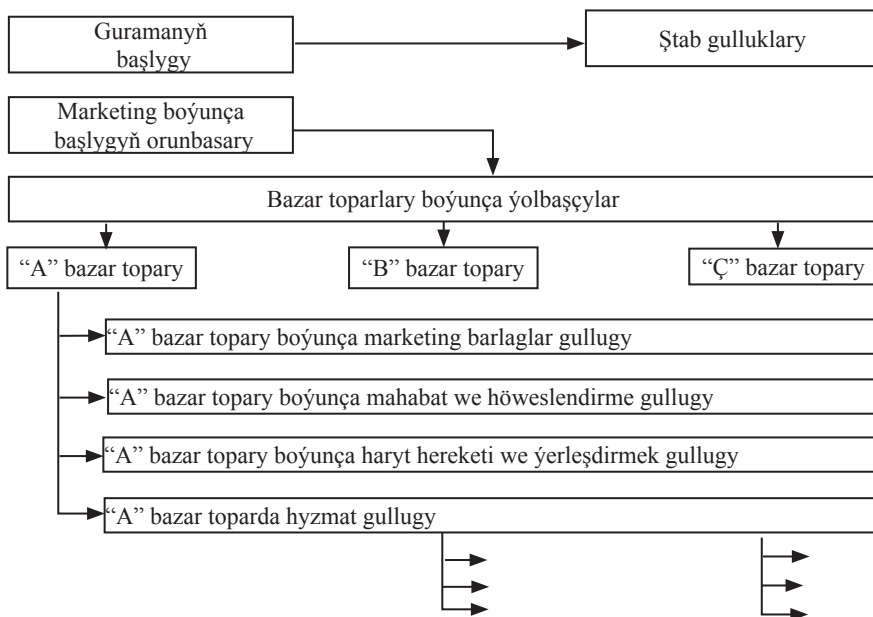 Guramanyň
başlygy
Ştab gulluklary
Marketing boýunça
başlygyň orunbasary
Bazar toparlary boýunça ýolbaşçylar
“A” bazar topary
“B” bazar topary
“Ç” bazar topary
“A” bazar topary boýunça marketing barlaglar gullugy
“A” bazar topary boýunça mahabat we höweslendirme gullugy
“A” bazar topary boýunça haryt hereketi we ýerleşdirmek gullugy
“A” bazar toparda hyzmat gullugy